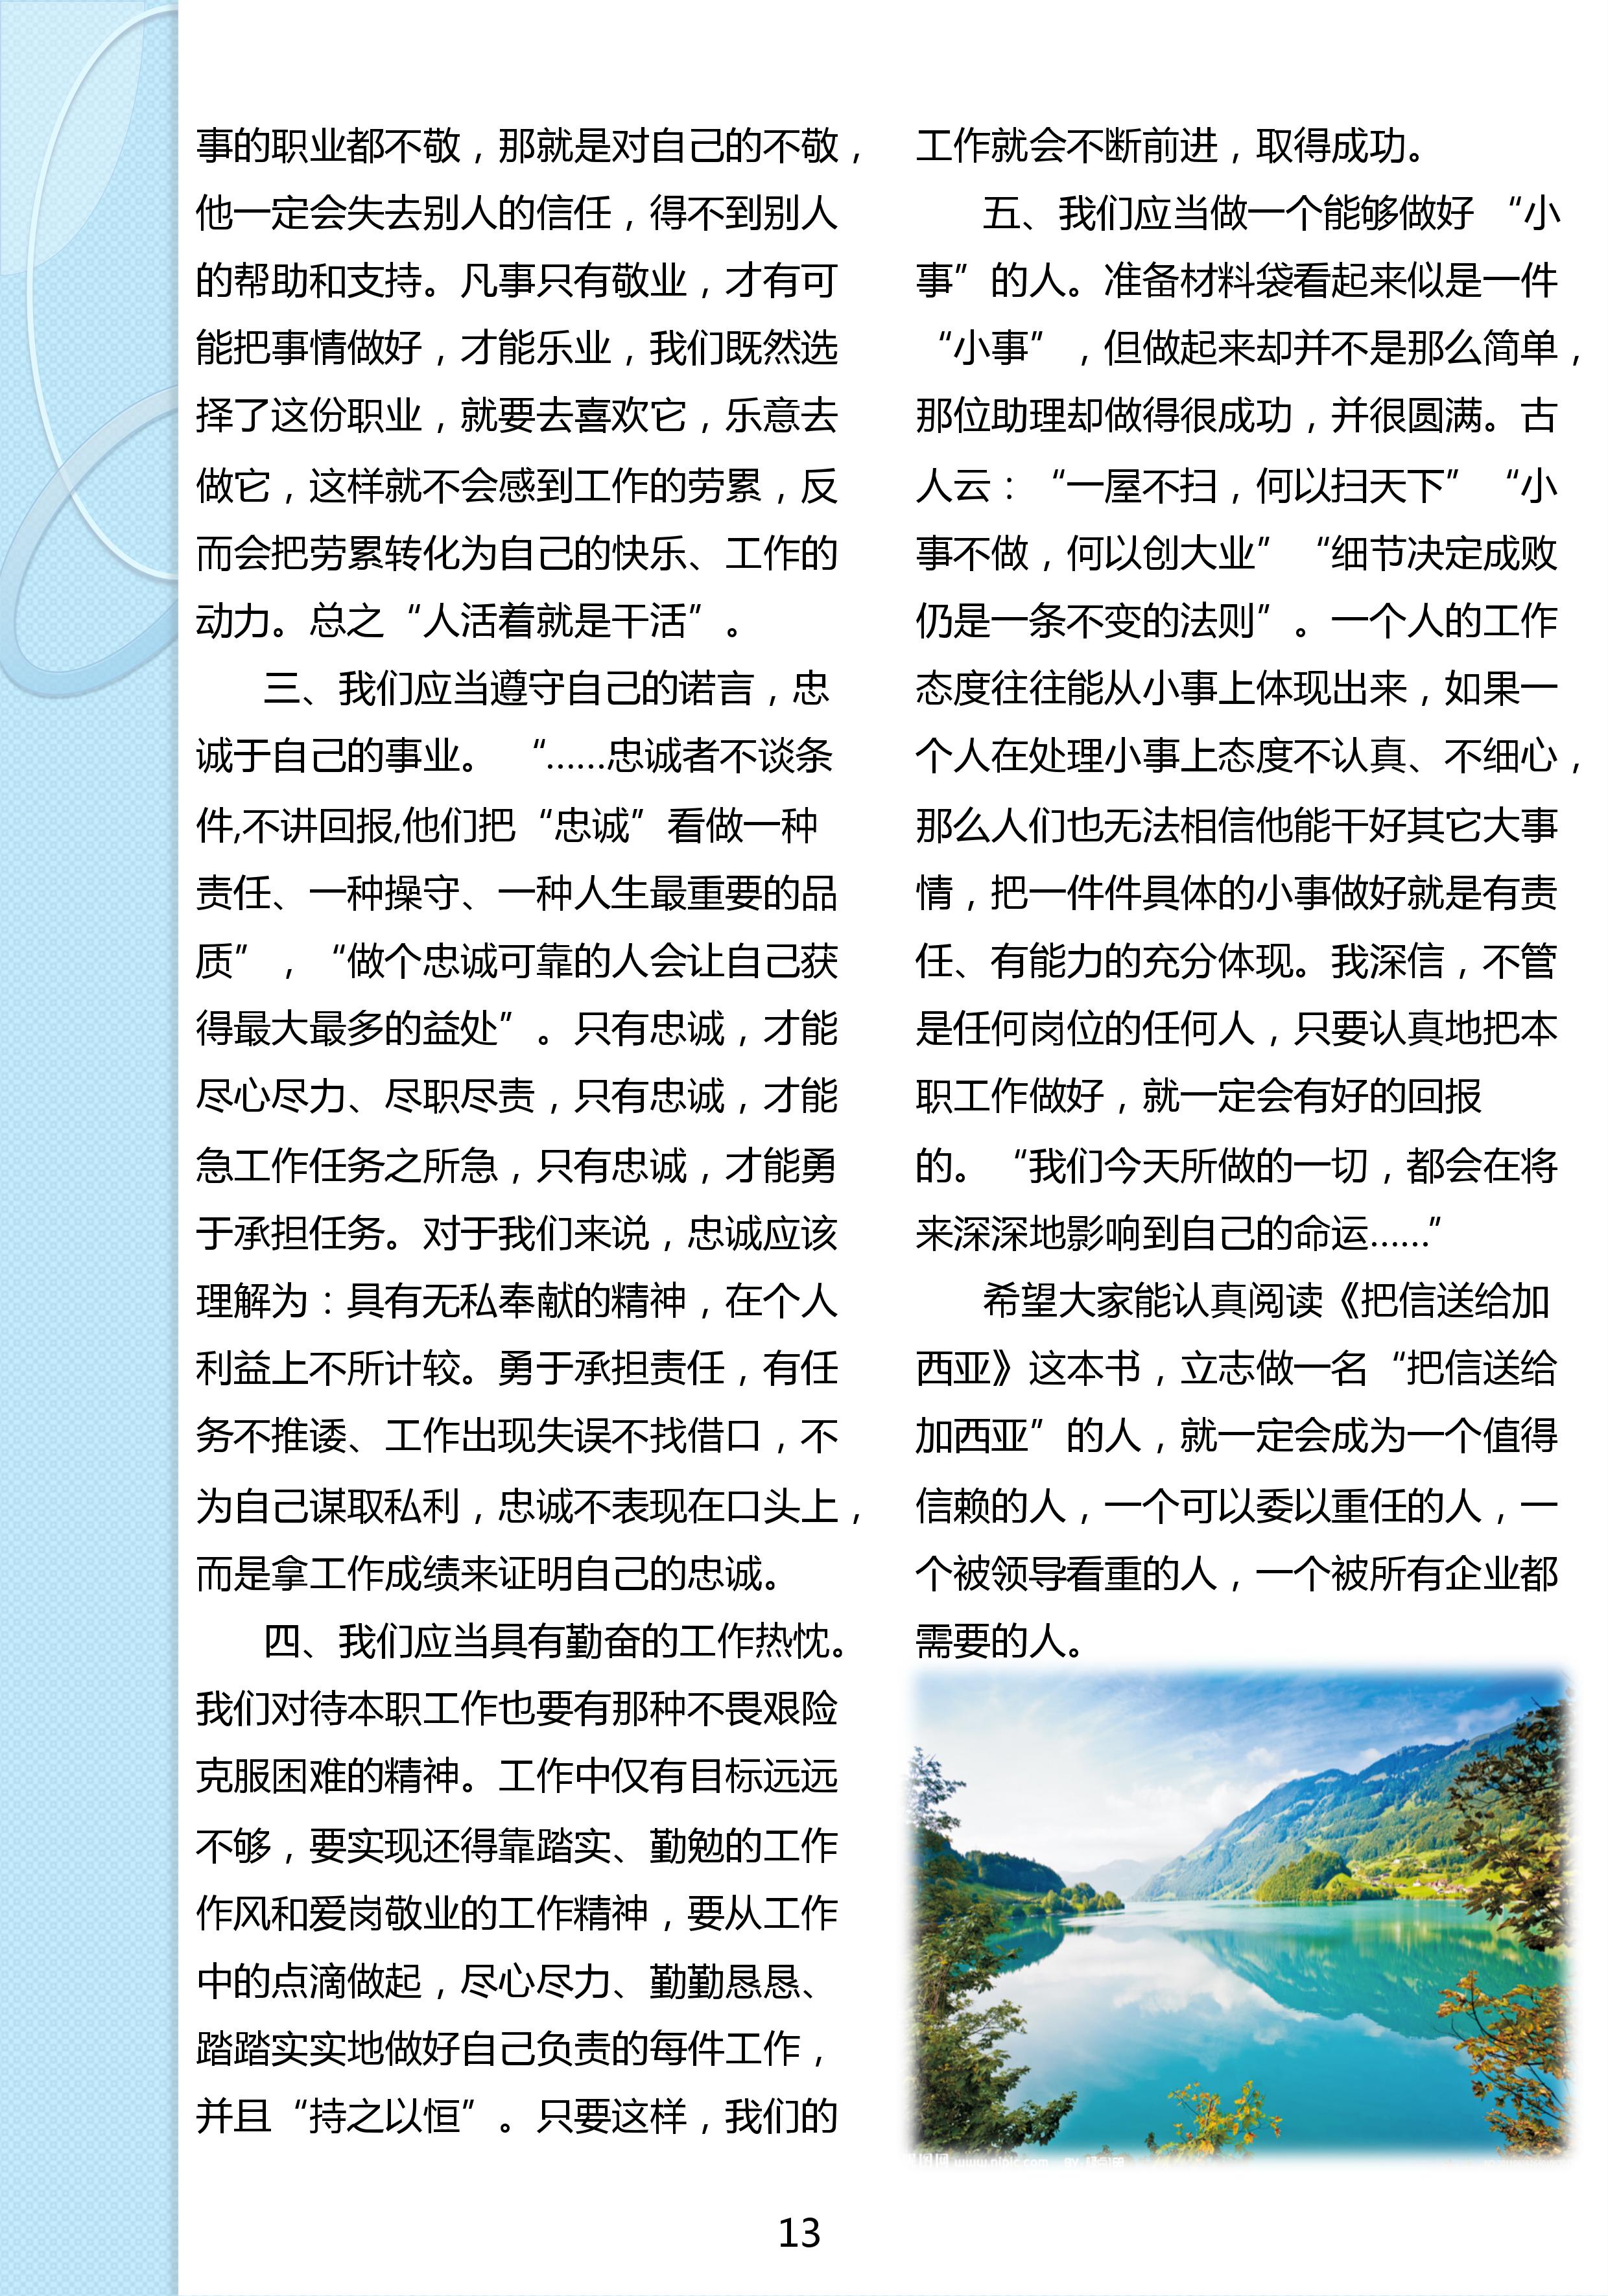 事的职业都不敬，那就是对自己的不敬，
他一定会失去别人的信任，得不到别人
的帮助和支持。凡事只有敬业，才有可
能把事情做好，才能乐业，我们既然选
择了这份职业，就要去喜欢它，乐意去
做它，这样就不会感到工作的劳累，反
而会把劳累转化为自己的快乐、工作的
动力。总之“人活着就是干活”。
三、我们应当遵守自己的诺言，忠
诚于自己的事业。 “……忠诚者不谈条
件,不讲回报,他们把“忠诚”看做一种
责任、一种操守、一种人生最重要的品
质”，“做个忠诚可靠的人会让自己获
得最大最多的益处”。只有忠诚，才能
尽心尽力、尽职尽责，只有忠诚，才能
急工作任务之所急，只有忠诚，才能勇
于承担任务。对于我们来说，忠诚应该
理解为：具有无私奉献的精神，在个人
利益上不所计较。勇于承担责任，有任
务不推诿、工作出现失误不找借口，不
为自己谋取私利，忠诚不表现在口头上，
而是拿工作成绩来证明自己的忠诚。
四、我们应当具有勤奋的工作热忱。
我们对待本职工作也要有那种不畏艰险
克服困难的精神。工作中仅有目标远远
不够，要实现还得靠踏实、勤勉的工作
作风和爱岗敬业的工作精神，要从工作
中的点滴做起，尽心尽力、勤勤恳恳、
踏踏实实地做好自己负责的每件工作，
并且“持之以恒”。只要这样，我们的
工作就会不断前进，取得成功。
五、我们应当做一个能够做好 “小
事”的人。准备材料袋看起来似是一件
“小事”，但做起来却并不是那么简单，
那位助理却做得很成功，并很圆满。古
人云：“一屋不扫，何以扫天下”“小
事不做，何以创大业”“细节决定成败
仍是一条不变的法则”。一个人的工作
态度往往能从小事上体现出来，如果一
个人在处理小事上态度不认真、不细心，
那么人们也无法相信他能干好其它大事
情，把一件件具体的小事做好就是有责
任、有能力的充分体现。我深信，不管
是任何岗位的任何人，只要认真地把本
职工作做好，就一定会有好的回报
的。“我们今天所做的一切，都会在将
来深深地影响到自己的命运……”
希望大家能认真阅读《把信送给加
西亚》这本书，立志做一名“把信送给
加西亚”的人，就一定会成为一个值得
信赖的人，一个可以委以重任的人，一
个被领导看重的人，一个被所有企业都
需要的人。
13